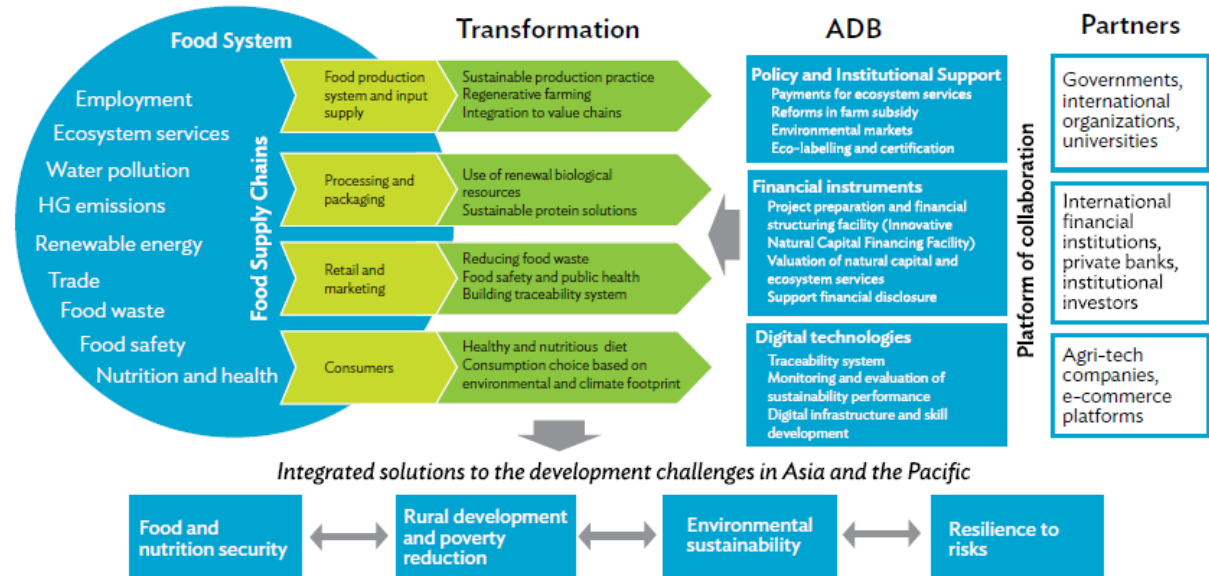 Food System
Transformation
ADB
Partners
Employment
Ecosystem services
Water pollution
HG emissions
Renewable energy
Trade
Food waste
Food safety
Nutrition and health
Food Supply Chains
Food production
system and input
supply
Sustainable production practice
Regenerative farming
Integration to value chains
Processing and
packaging
Use of renewal biological
resources
Sustainable protein solutions
Retail and
marketing
Reducing food waste
Food safety and public health
Building traceability system
Consumers
Healthy and nutritious diet
Consumption choice based on
environmental and climate footprint
Policy and Institutional Support
Payments for ecosystem services
Reforms in farm subsidy
Environmental markets
Eco-labelling and certification
Financial instruments
Project preparation and financial
structuring facility (Innovative
Natural Capital Financing Facility)
Valuation of natural capital and
ecosystem services
Support financial disclosure
Digital technologies
Traceability system
Monitoring and evaluation of
sustainability performance
Digital infrastructure and skill
development
Platform of collaboration
Governments,
international
organizations,
universities
International
financial
institutions,
private banks,
institutional
investors
Agri-tech
companies,
e-commerce
platforms
Integrated solutions to the development challenges in Asia and the Pacific
Food and
nutrition security
Rural development
and poverty
reduction
Environmental
sustainability
Resilience to
risks